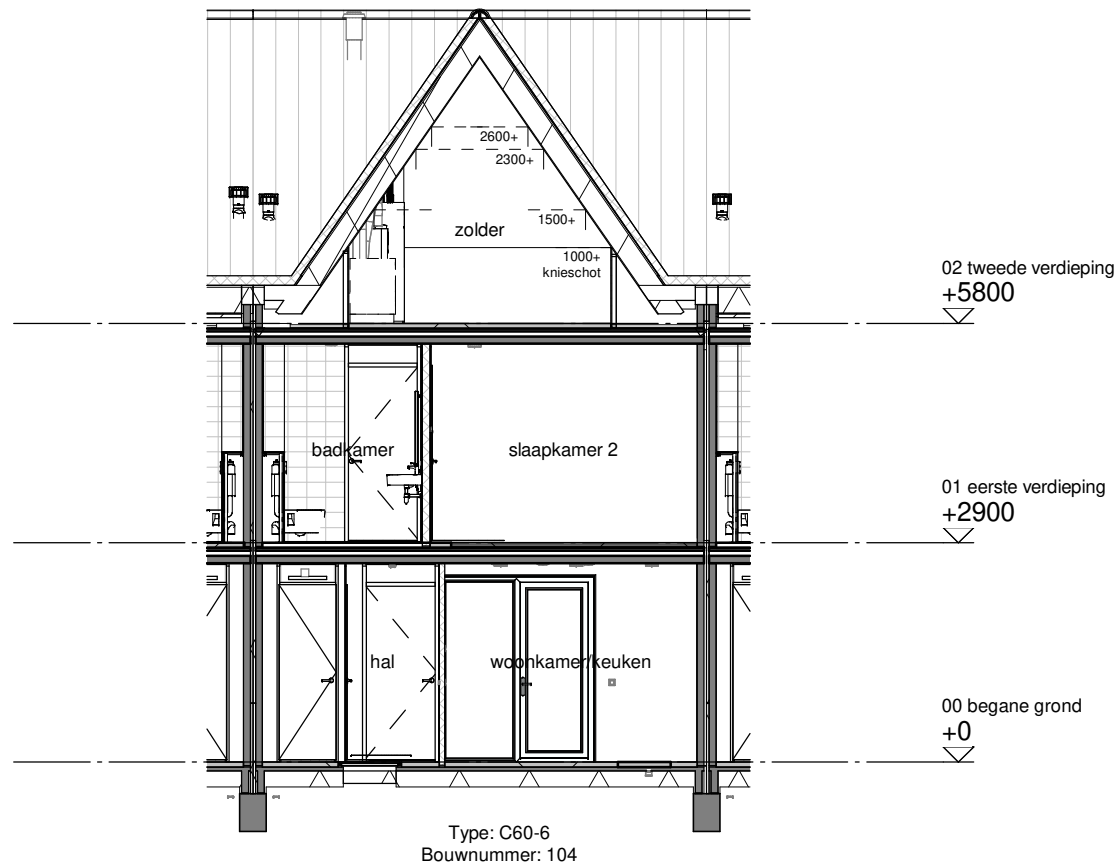 2600+
2300+
1500+
zolder
1000+
knieschot
02 tweede verdieping
+5800
badkamer
slaapkamer 2
01 eerste verdieping
+2900
hal
woonkamer/keuken
00 begane grond
+0
Type: C60-6
Bouwnummer: 104